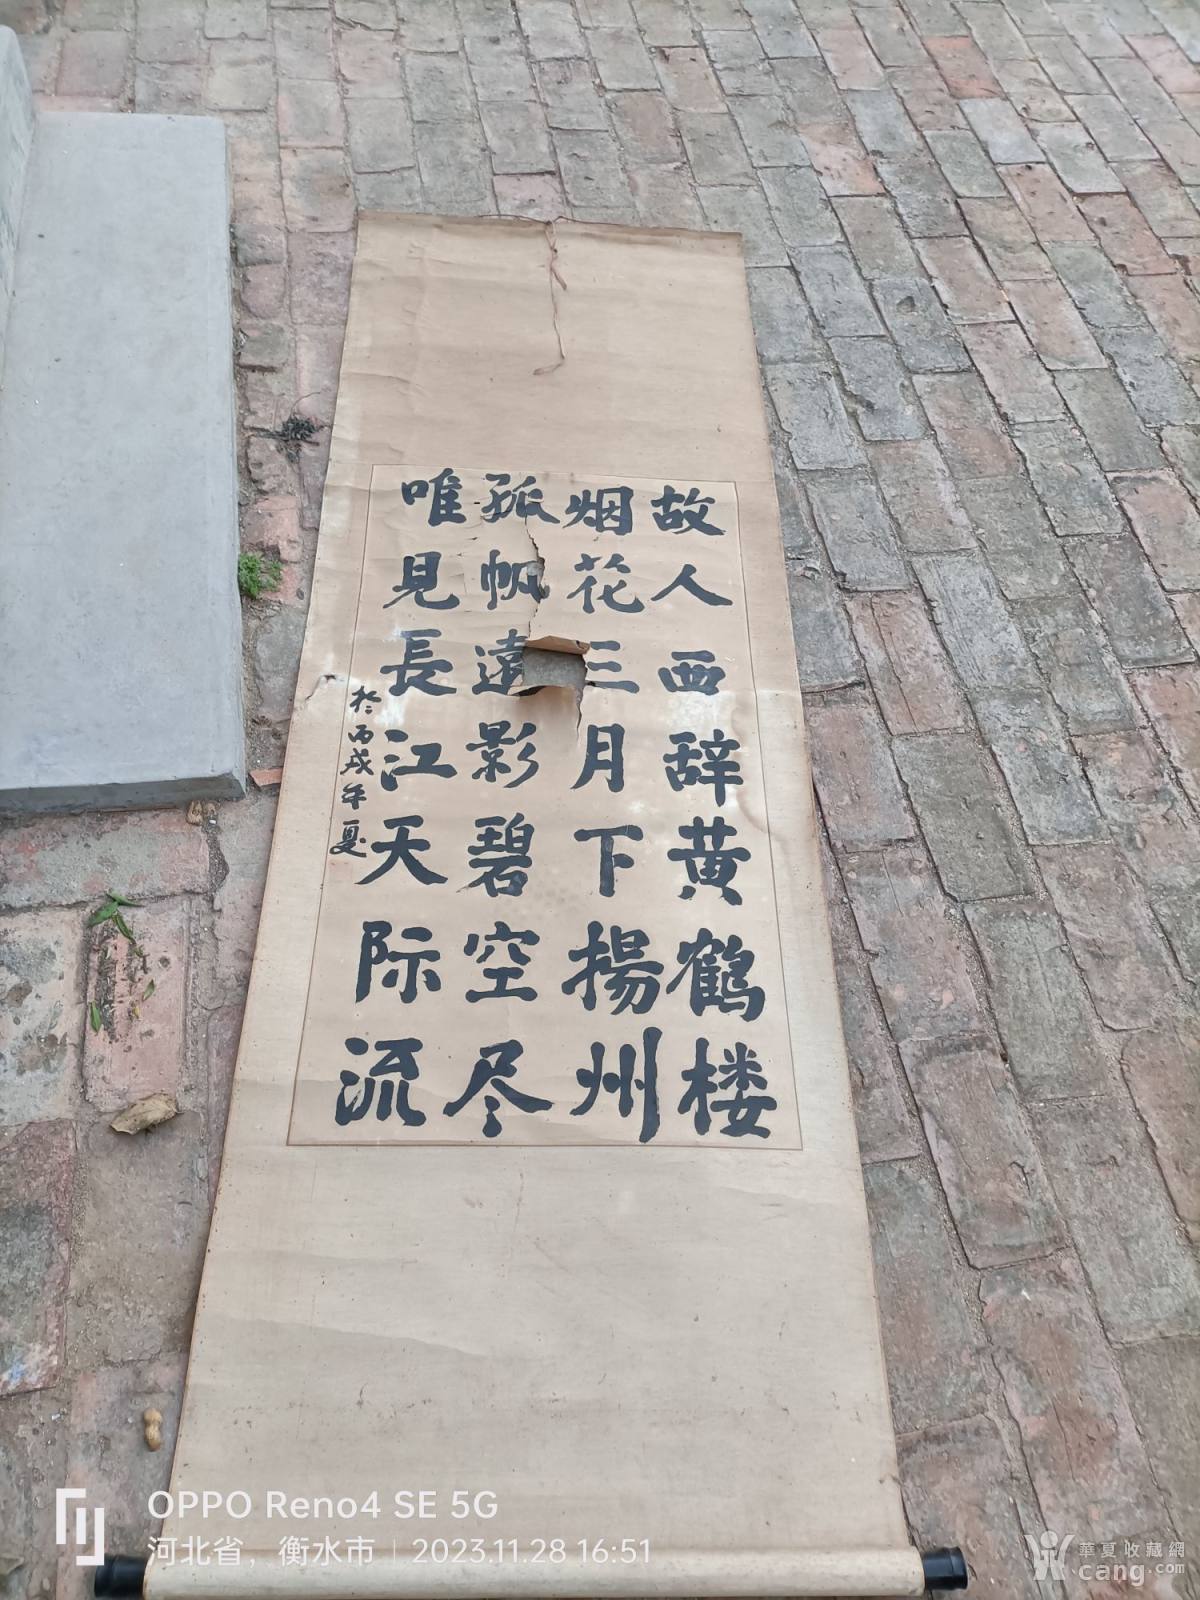 故人西辞黄鹤楼
烟花三月下揚州
孤帆遠影碧空尽
唯見長江天际流
於丙戌年夏
OPPO Reno4 SE 5G
河北省，衡水市 | 2023.11.28 16:51
華夏收藏網
cang.com